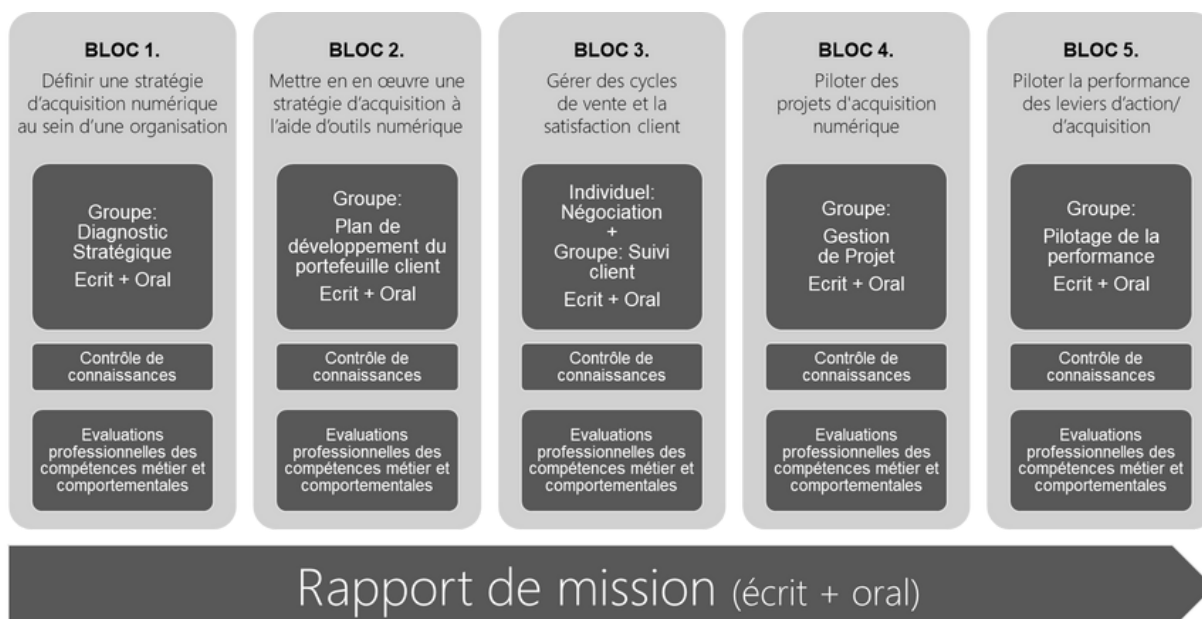 BLOC 1.
Définir une stratégie
d'acquisition numérique
au sein d'une organisation
Groupe:
Diagnostic
Stratégique
Ecrit + Oral
Contrôle de
connaissances
Evaluations
professionnelles des
compétences métier et
comportementales
BLOC 2.
Mettre en en œuvre une
stratégie d'acquisition à
l'aide d'outils numérique
Groupe:
Plan de
développement du
portefeuille client
Ecrit + Oral
Contrôle de
connaissances
Evaluations
professionnelles des
compétences métier et
comportementales
BLOC 3.
Gérer des cycles
de vente et la
satisfaction client
Individuel:
Négociation
+
Groupe: Suivi
client
Ecrit + Oral
Contrôle de
connaissances
Evaluations
professionnelles des
compétences métier et
comportementales
BLOC 4.
Piloter des
projets d'acquisition
numérique
Groupe:
Gestion
de Projet
Ecrit + Oral
Contrôle de
connaissances
Evaluations
professionnelles des
compétences métier et
comportementales
BLOC 5.
Piloter la performance
des leviers d'action/
d'acquisition
Groupe:
Pilotage de la
performance
Ecrit + Oral
Contrôle de
connaissances
Evaluations
professionnelles des
compétences métier et
comportementales
Rapport de mission (écrit + oral)